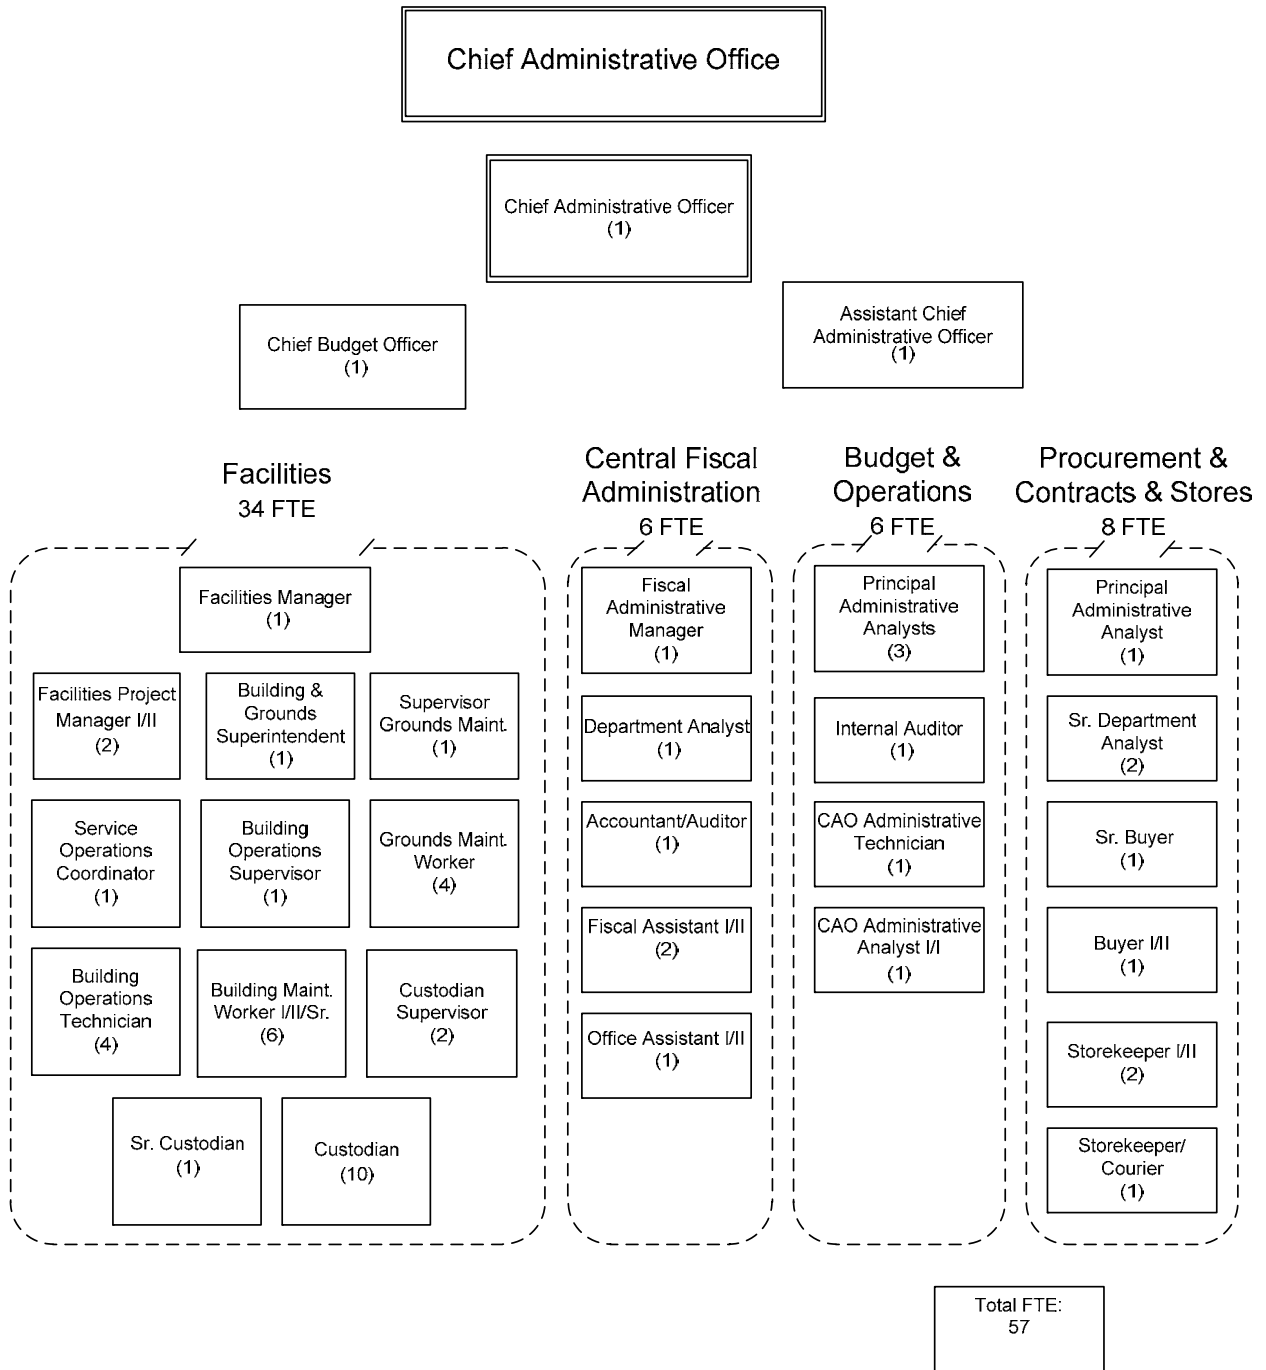 Chief Administrative Office
Chief Administrative Officer
(1)
Chief Budget Officer
(1)
Assistant Chief
Administrative Officer
(1)
Facilities
34 FTE
Facilities Manager
(1)
Facilities Project
Manager I/II
(2)
Building &
Grounds
Superintendent
(1)
Supervisor
Grounds Maint.
(1)
Service
Operations
Coordinator
(1)
Building
Operations
Supervisor
(1)
Grounds Maint.
Worker
(4)
Building
Operations
Technician
(4)
Building Maint.
Worker I/II/Sr.
(6)
Custodian
Supervisor
(2)
Sr. Custodian
(1)
Custodian
(10)
Central Fiscal
Administration
6 FTE
Fiscal
Administrative
Manager
(1)
Department Analyst
(1)
Accountant/Auditor
(1)
Fiscal Assistant I/II
(2)
Office Assistant I/II
(1)
Budget &
Operations
6 FTE
Principal
Administrative
Analysts
(3)
Internal Auditor
(1)
CAO Administrative
Technician
(1)
CAO Administrative
Analyst I/I
(1)
Procurement &
Contracts & Stores
8 FTE
Principal
Administrative
Analyst
(1)
Sr. Department
Analyst
(2)
Sr. Buyer
(1)
Buyer I/II
(1)
Storekeeper I/II
(2)
Storekeeper/
Courier
(1)
Total FTE:
57